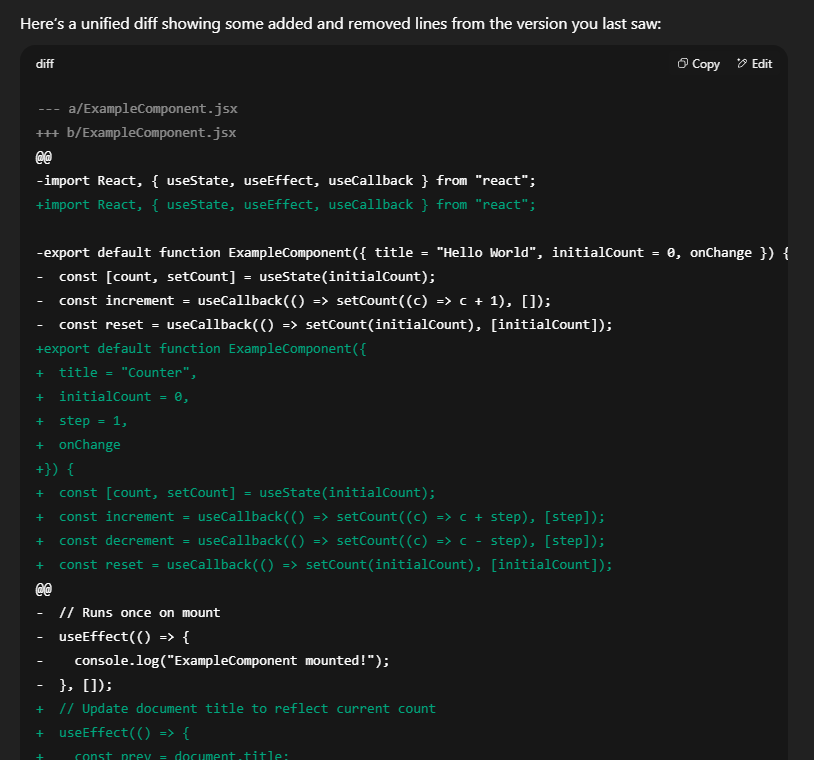 Here's a unified diff showing some added and removed lines from the version you last saw:
diff
Copy
Edit
--- a/ExampleComponent.jsx
+++ b/ExampleComponent.jsx
@@
-import React, { useState, useEffect, useCallback } from "react";
+import React, { useState, useEffect, useCallback } from "react";

-export default function ExampleComponent({ title = "Hello World", initialCount = 0, onChange }) {
-  const [count, setCount] = useState(initialCount);
-  const increment = useCallback(() => setCount((c) => c + 1), []);
-  const reset = useCallback(() => setCount(initialCount), [initialCount]);
+export default function ExampleComponent({
+  title = "Counter",
+  initialCount = 0,
+  step = 1,
+  onChange
+}) {
+  const [count, setCount] = useState(initialCount);
+  const increment = useCallback(() => setCount((c) => c + step), [step]);
+  const decrement = useCallback(() => setCount((c) => c - step), [step]);
+  const reset = useCallback(() => setCount(initialCount), [initialCount]);
@@
-  // Runs once on mount
-  useEffect(() => {
-    console.log("ExampleComponent mounted!");
-  }, []);
+  // Update document title to reflect current count
+  useEffect(() => {
+    const prev = document.title;